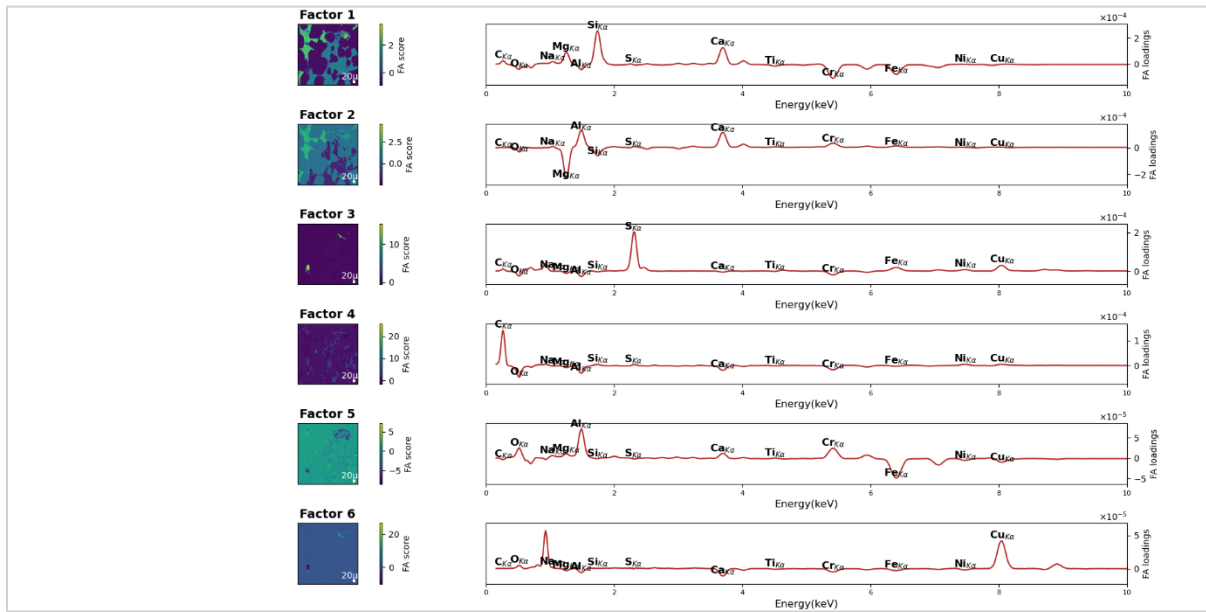 Factor 1
2
0
FA score
20μ
C Kα O Kα Na Kα Mg Kα Al Kα Si Kα S Kα Ca Kα Ti Kα Cr Kα Fe Kα Ni Kα Cu Kα
×10⁻⁴
2
0
FA loadings
0 2 4 6 8 10
Energy(keV)
Factor 2
2.5
0.0
FA score
20μ
C Kα O Kα Na Kα Mg Kα Al Kα Si Kα S Kα Ca Kα Ti Kα Cr Kα Fe Kα Ni Kα Cu Kα
×10⁻⁴
0
−2
FA loadings
0 2 4 6 8 10
Energy(keV)
Factor 3
10
0
FA score
20μ
C Kα O Kα Na Kα Mg Kα Al Kα Si Kα S Kα Ca Kα Ti Kα Cr Kα Fe Kα Ni Kα Cu Kα
×10⁻⁴
2
0
FA loadings
0 2 4 6 8 10
Energy(keV)
Factor 4
20
10
0
FA score
20μ
C Kα O Kα Na Kα Mg Kα Al Kα Si Kα S Kα Ca Kα Ti Kα Cr Kα Fe Kα Ni Kα Cu Kα
×10⁻⁴
1
0
FA loadings
0 2 4 6 8 10
Energy(keV)
Factor 5
5
0
−5
FA score
20μ
C Kα O Kα Na Kα Mg Kα Al Kα Si Kα S Kα Ca Kα Ti Kα Cr Kα Fe Kα Ni Kα Cu Kα
×10⁻⁵
5
0
−5
FA loadings
0 2 4 6 8 10
Energy(keV)
Factor 6
20
0
FA score
20μ
C Kα O Kα Na Kα Mg Kα Al Kα Si Kα S Kα Ca Kα Ti Kα Cr Kα Fe Kα Ni Kα Cu Kα
×10⁻⁵
5
0
FA loadings
0 2 4 6 8 10
Energy(keV)